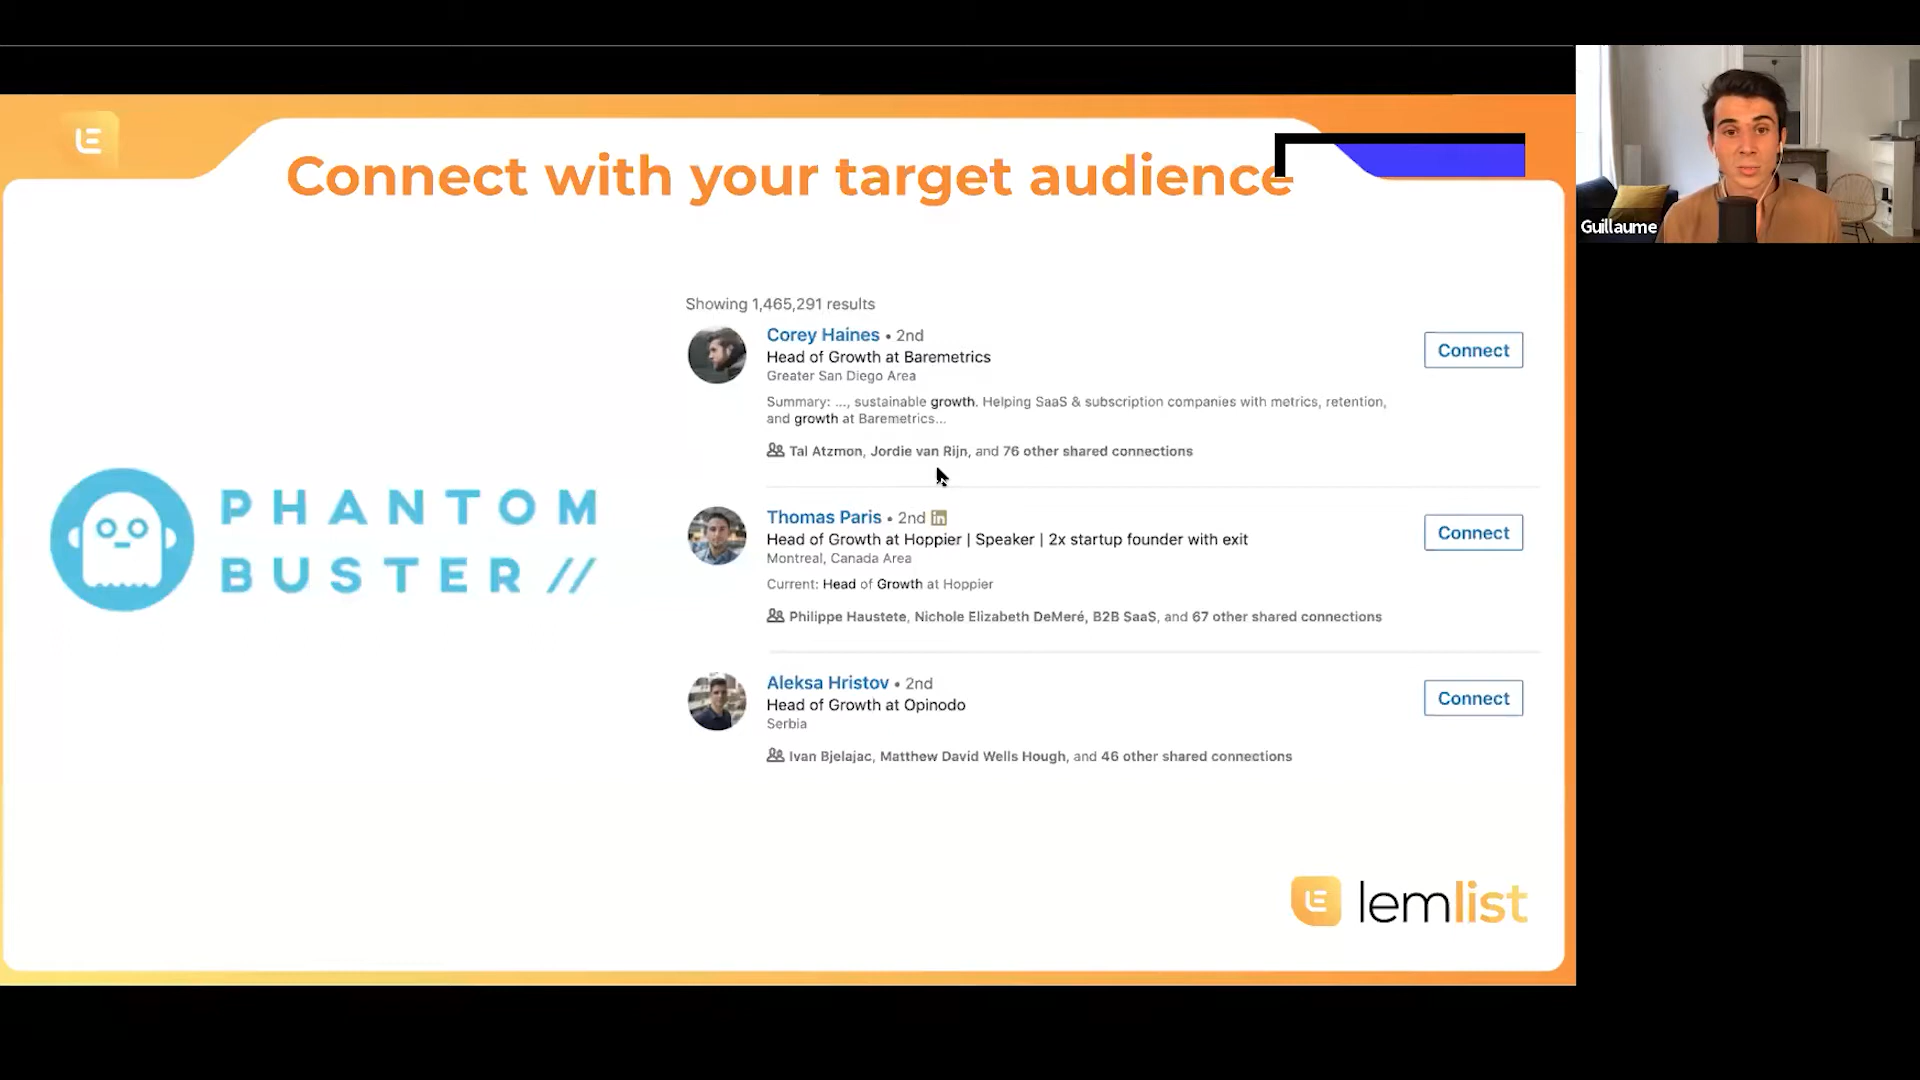 Connect with your target audience
Guillaume
Showing 1,465,291 results
Corey Haines • 2nd
Head of Growth at Baremetrics
Greater San Diego Area
Summary: ..., sustainable growth. Helping SaaS & subscription companies with metrics, retention,
and growth at Baremetrics...
Tal Atzmon, Jordie van Rijn, and 76 other shared connections
Connect
Thomas Paris • 2nd in
Head of Growth at Hoppier | Speaker | 2x startup founder with exit
Montreal, Canada Area
Current: Head of Growth at Hoppier
Philippe Haustete, Nichole Elizabeth DeMeré, B2B SaaS, and 67 other shared connections
Connect
Aleksa Hristov • 2nd
Head of Growth at Opinodo
Serbia
Ivan Bjelajac, Matthew David Wells Hough, and 46 other shared connections
Connect
PHANTOM
BUSTER //
lemlist